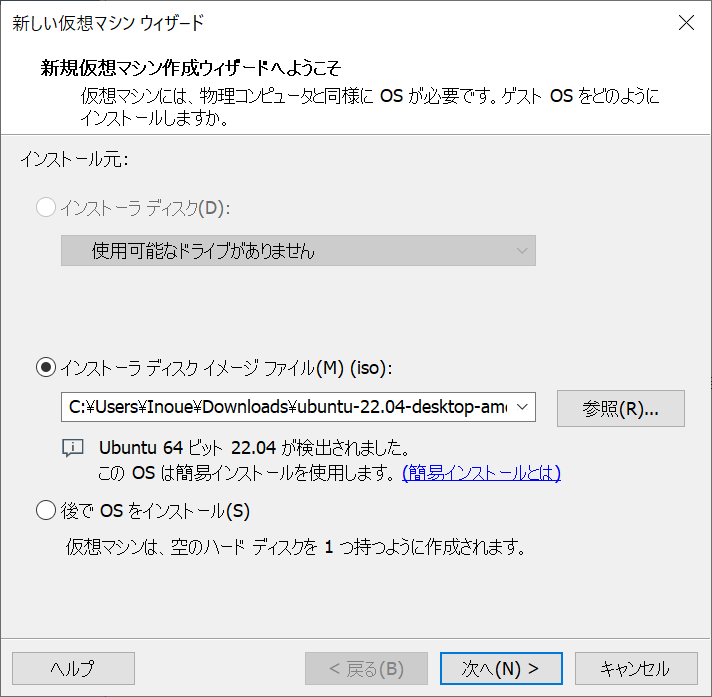 新しい仮想マシン ウィザード
新規仮想マシン作成ウィザードへようこそ
仮想マシンには、物理コンピュータと同様に OS が必要です。ゲスト OS をどのように
インストールしますか。
インストール元:
インストーラ ディスク(D):
使用可能なドライブがありません
インストーラ ディスク イメージ ファイル(M) (iso):
C:¥Users¥Inoue¥Downloads¥ubuntu-22.04-desktop-am
参照(R)...
Ubuntu 64 ビット 22.04 が検出されました。
この OS は簡易インストールを使用します。 (簡易インストールとは)
後で OS をインストール(S)
仮想マシンは、空のハード ディスクを 1 つ持つように作成されます。
ヘルプ
< 戻る(B)
次へ(N) >
キャンセル